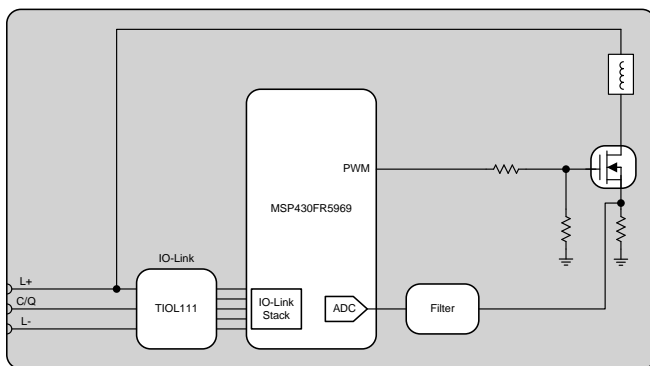 PWM
MSP430FR5969
IO-Link
L+
C/Q
L-
TIOL111
IO-Link
Stack
ADC
Filter